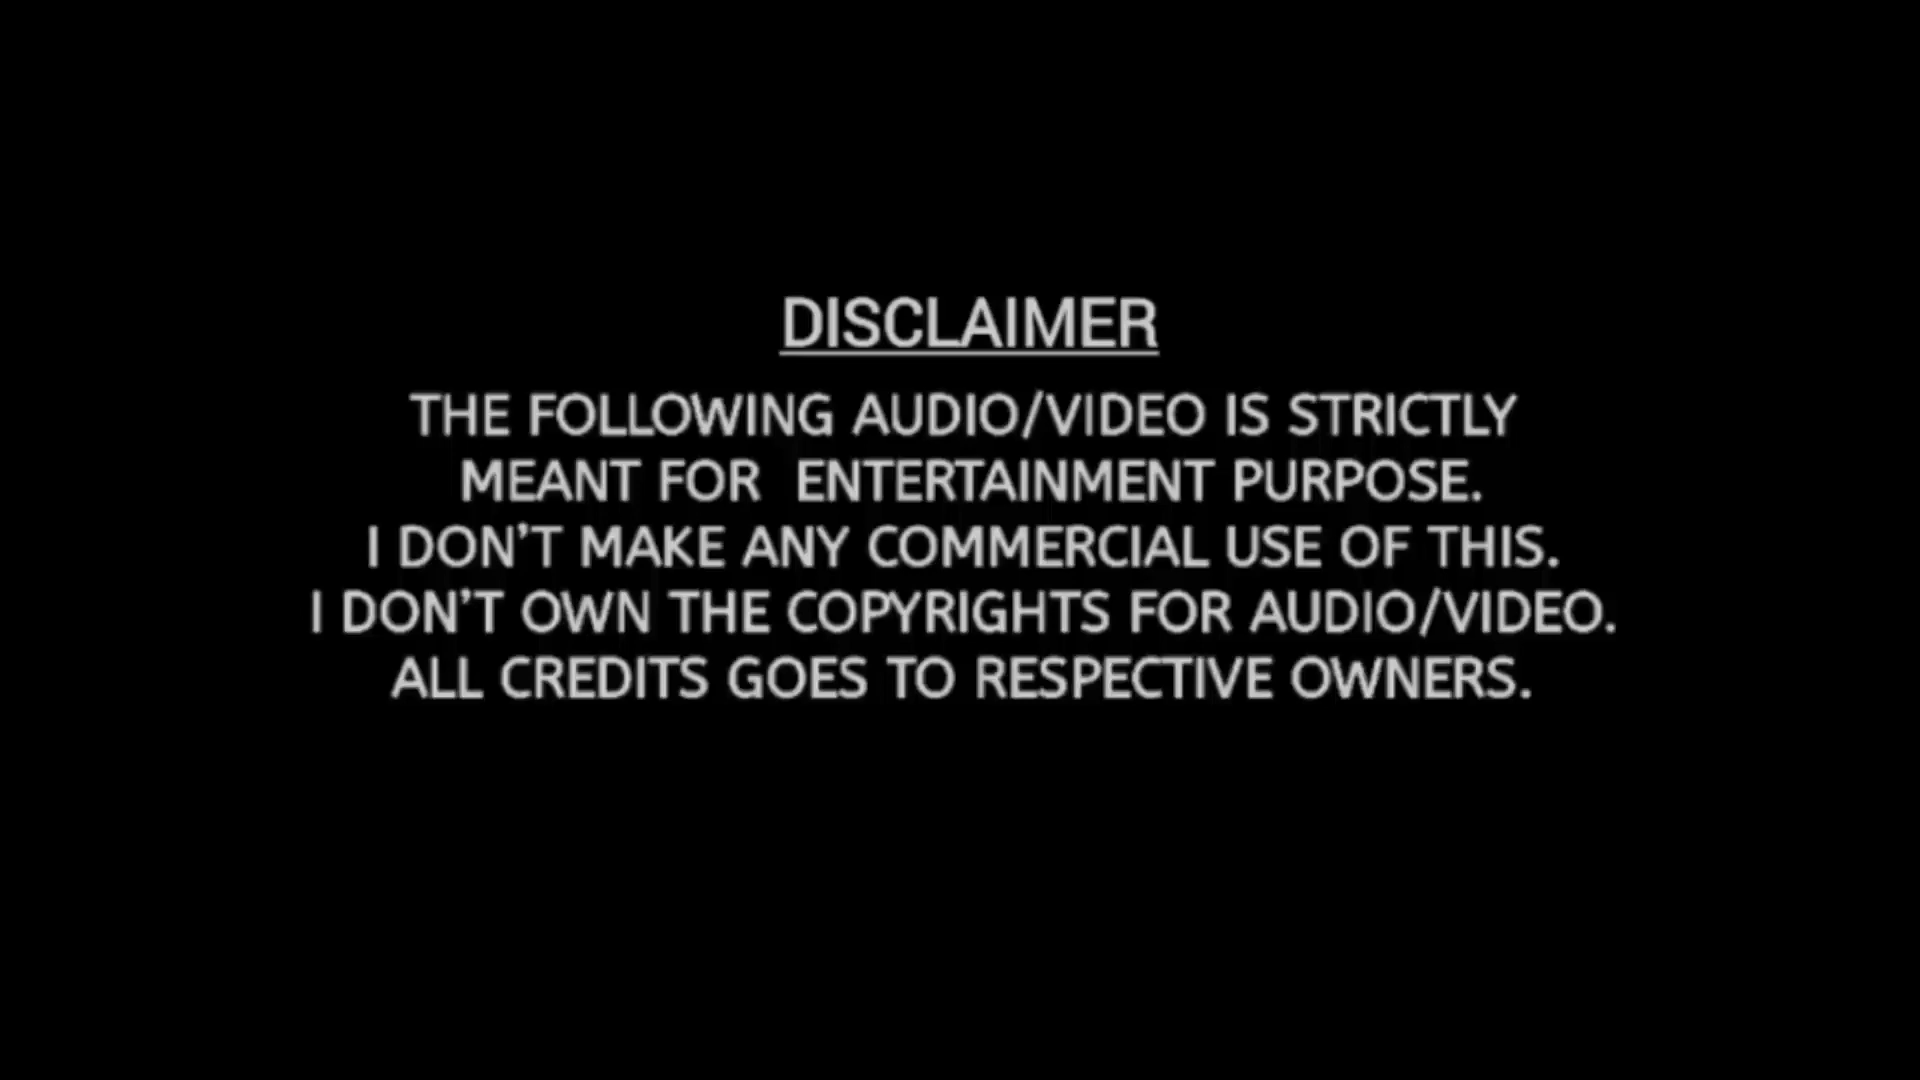 DISCLAIMER
THE FOLLOWING AUDIO/VIDEO IS STRICTLY
MEANT FOR  ENTERTAINMENT PURPOSE.
I DON’T MAKE ANY COMMERCIAL USE OF THIS.
I DON’T OWN THE COPYRIGHTS FOR AUDIO/VIDEO.
ALL CREDITS GOES TO RESPECTIVE OWNERS.